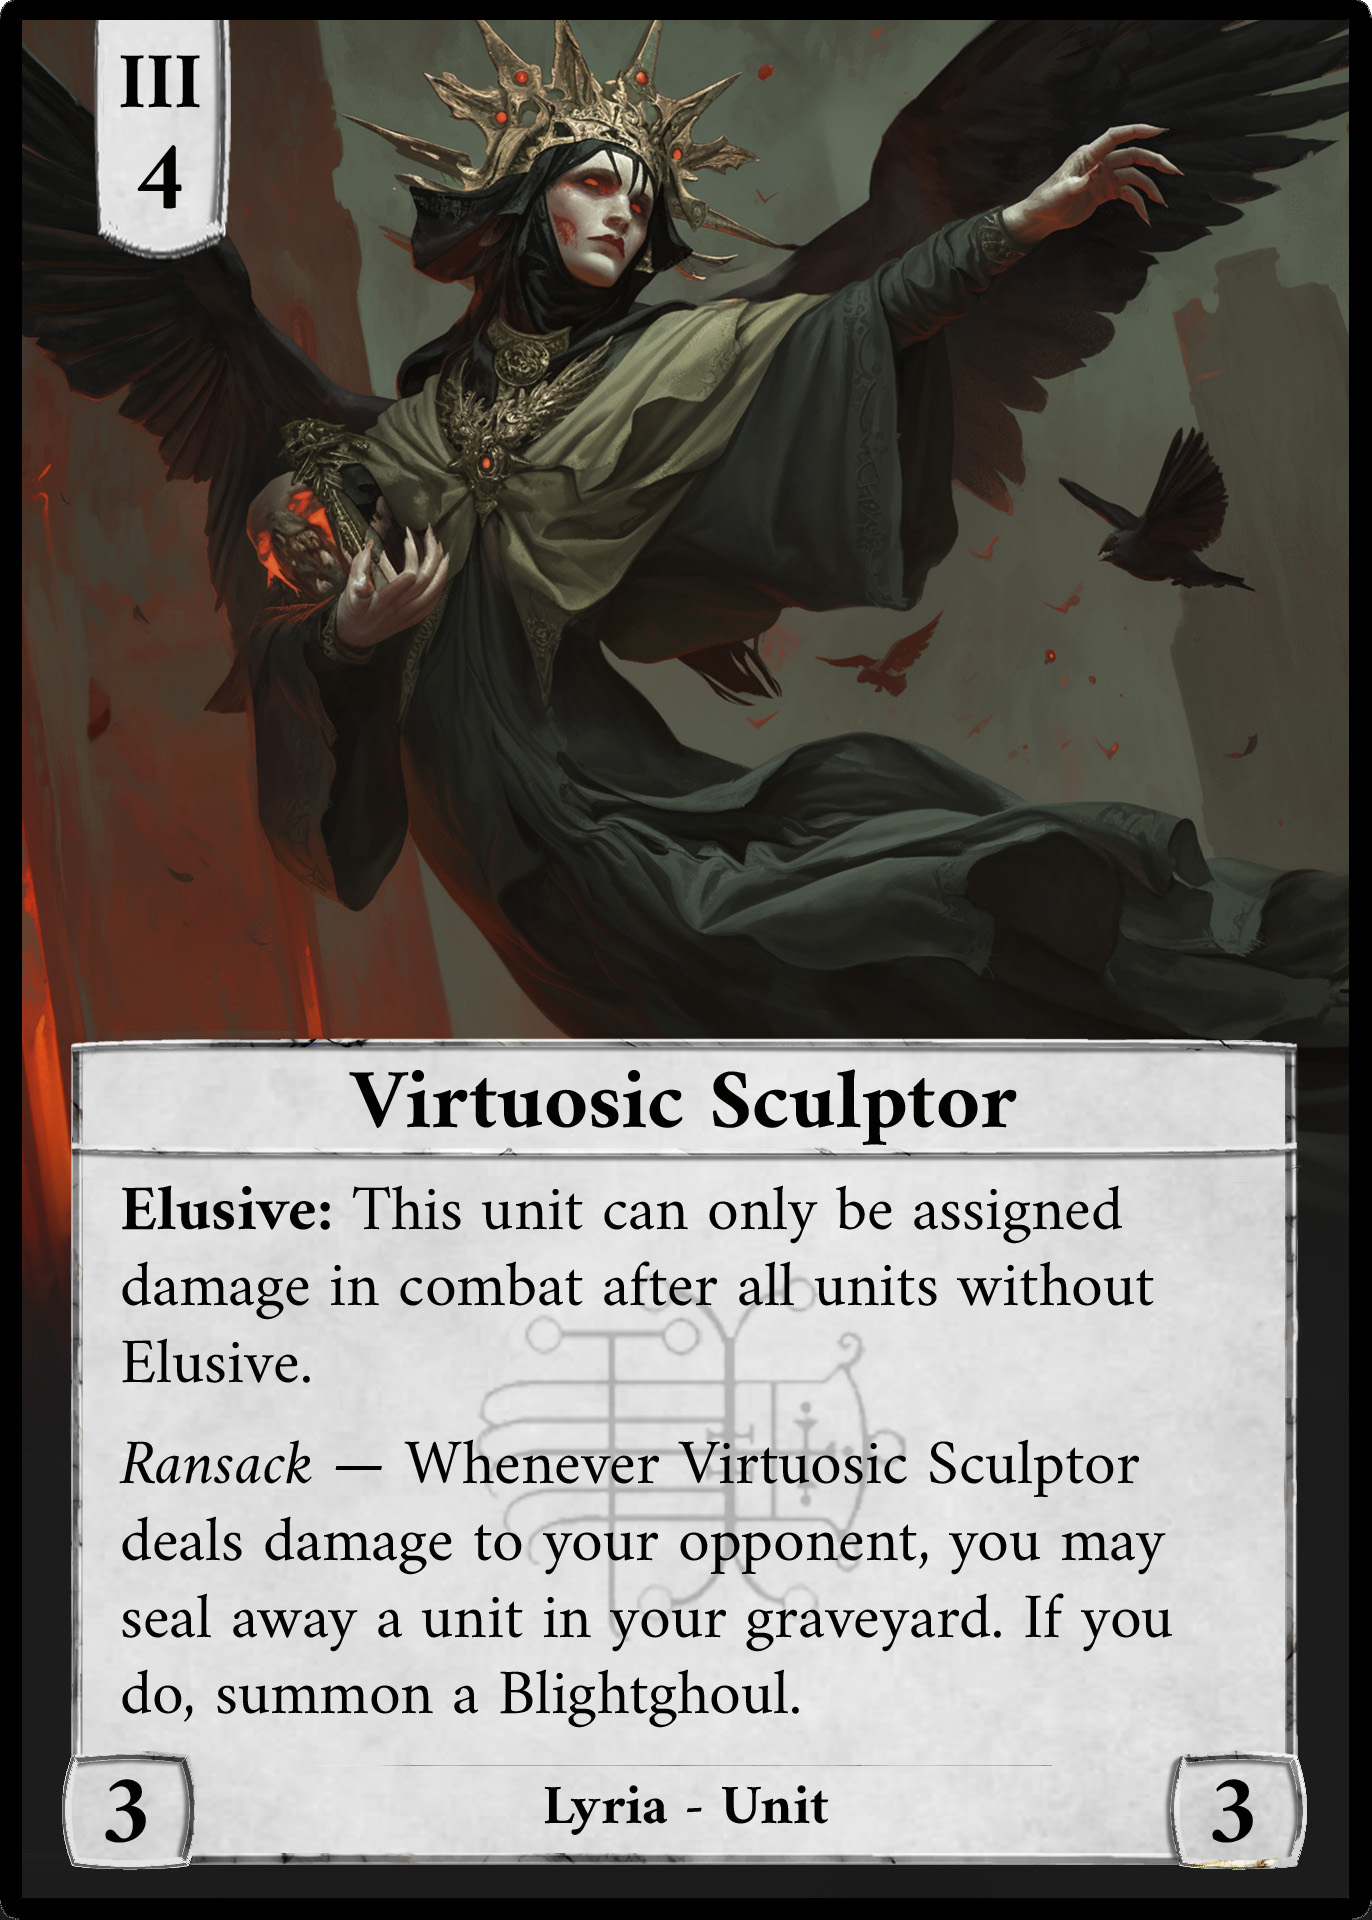 III
4
Virtuosic Sculptor
Elusive: This unit can only be assigned
damage in combat after all units without
Elusive.
Ransack — Whenever Virtuosic Sculptor
deals damage to your opponent, you may
seal away a unit in your graveyard. If you
do, summon a Blightghoul.
3
Lyria - Unit
3